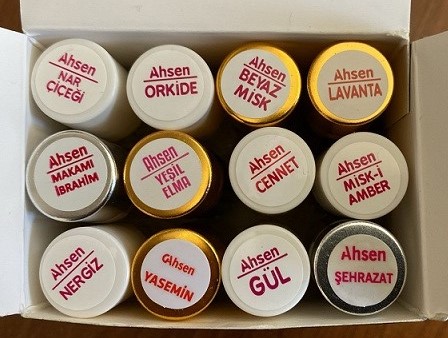 Ahsen
NAR
ÇİÇEĞİ
Ahsen
ORKİDE
Ahsen
BEYAZ
MİSK
Ahsen
LAVANTA
Ahsen
MAKAMI
İBRAHİM
Ahsen
YEŞİL
ELMA
Ahsen
CENNET
Ahsen
MİSK-İ
AMBER
Ahsen
NERGİZ
Ahsen
YASEMİN
Ahsen
GÜL
Ahsen
ŞEHRAZAT